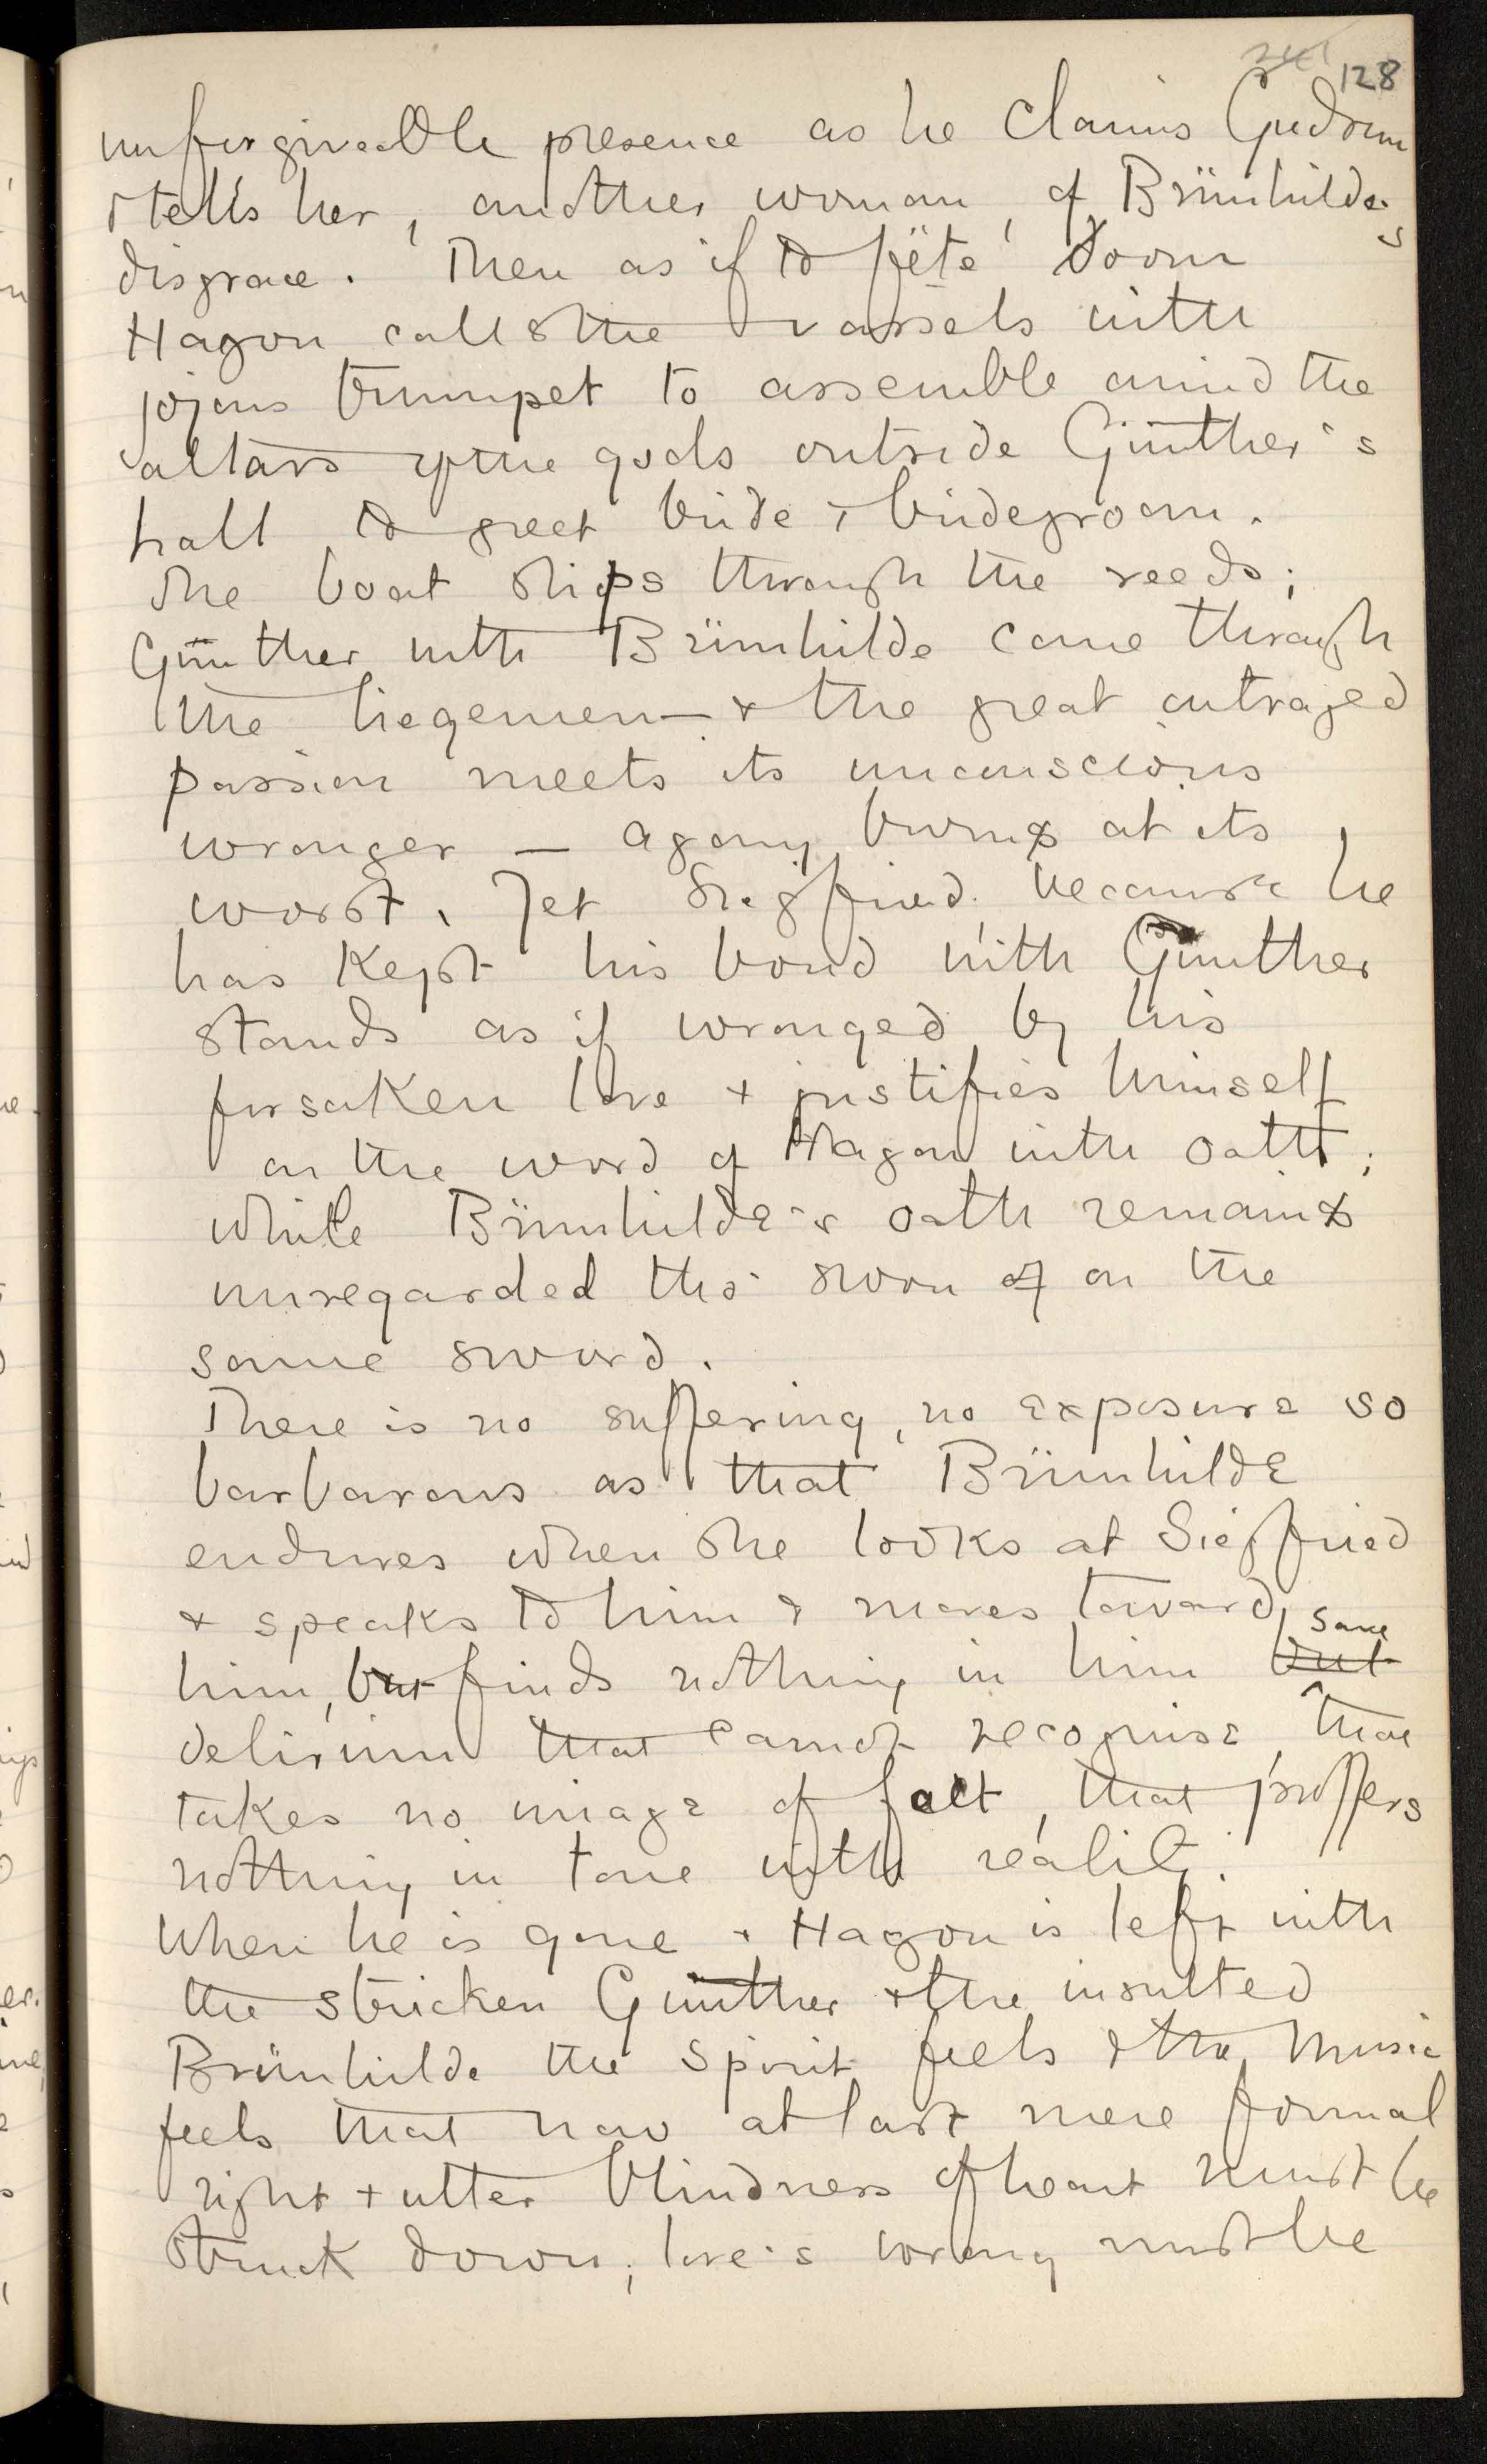 128
unforgiveable presence as he claims Gudrun
& tells her, another woman, of Brünhilde's
disgrace. Then as if to fête doom
Hagon calls the vassels with
joyous trumpet to assemble amid the
altars of the gods outside Günther's
hall to greet bride & bridegroom.
The boat slips through the reeds;
Günther with Brünhilde come through
the liegemen — & the great outraged
passion meets its unconscious
wronger — agony burns at its
worst. Yet Siegfried, because he
has kept his bond with Günther
stands as if wronged by his
forsaken love & justifies himself
on the word of Hagon with oath;
while Brünhilde's oath remains
unregarded tho' sworn on the
same sword.
There is no suffering, no exposure so
barbarous as that Brünhilde
endures when she looks at Siegfried
& speaks to him & moves toward
him, but finds nothing in him but save
delirium that cannot recognise, that
takes no image of fact, that proffers
nothing in tone with reality.
When he is gone & Hagon is left with
the stricken Günther & the insulted
Brünhilde the spirit feels & the music
feels that now at last mere formal
right & utter blindness of heart must be
struck down; love's wrong must be